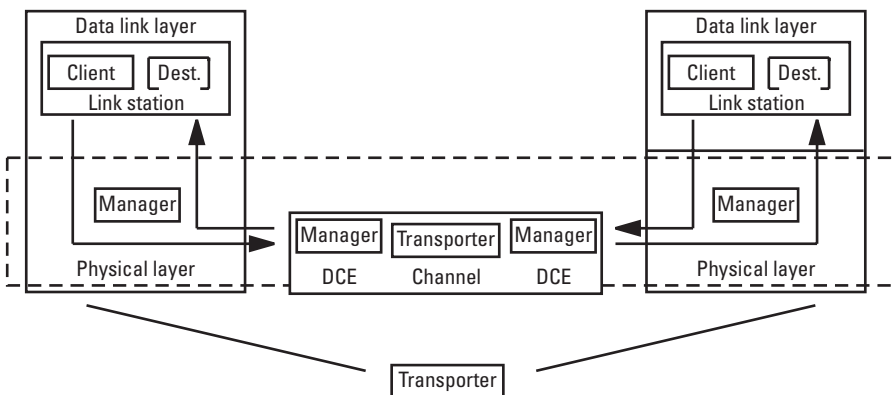 Data link layer
Data link layer
Client
Dest.
Client
Dest.
Link station
Link station
Manager
Manager
Manager
Transporter
Manager
Physical layer
DCE
Channel
DCE
Physical layer
Transporter